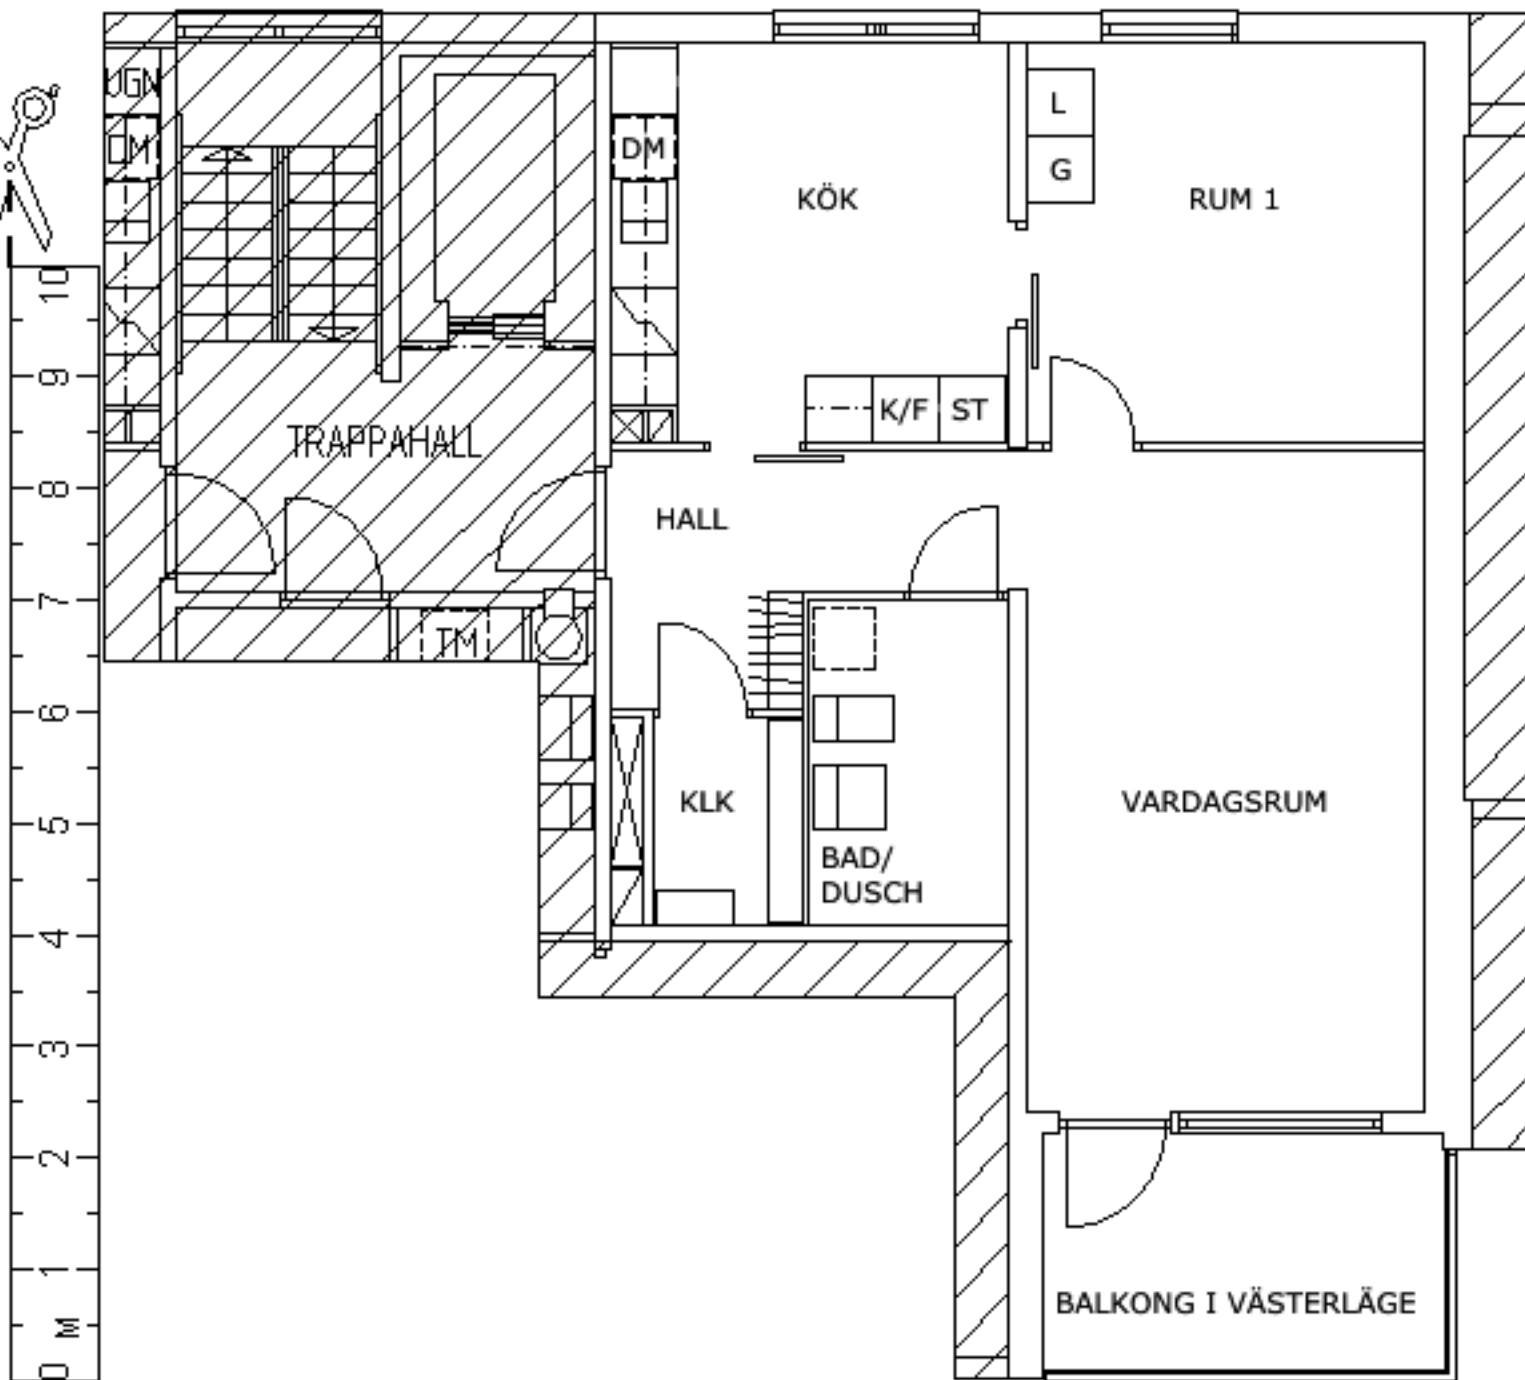 UGN
DM
DM
L
G
KÖK
RUM 1
K/F ST
TRAPPAHALL
HALL
TM
KLK
VARDAGSRUM
BAD/
DUSCH
BALKONG I VÄSTERLÄGE
10
9
8
7
6
5
4
3
2
1
M
0